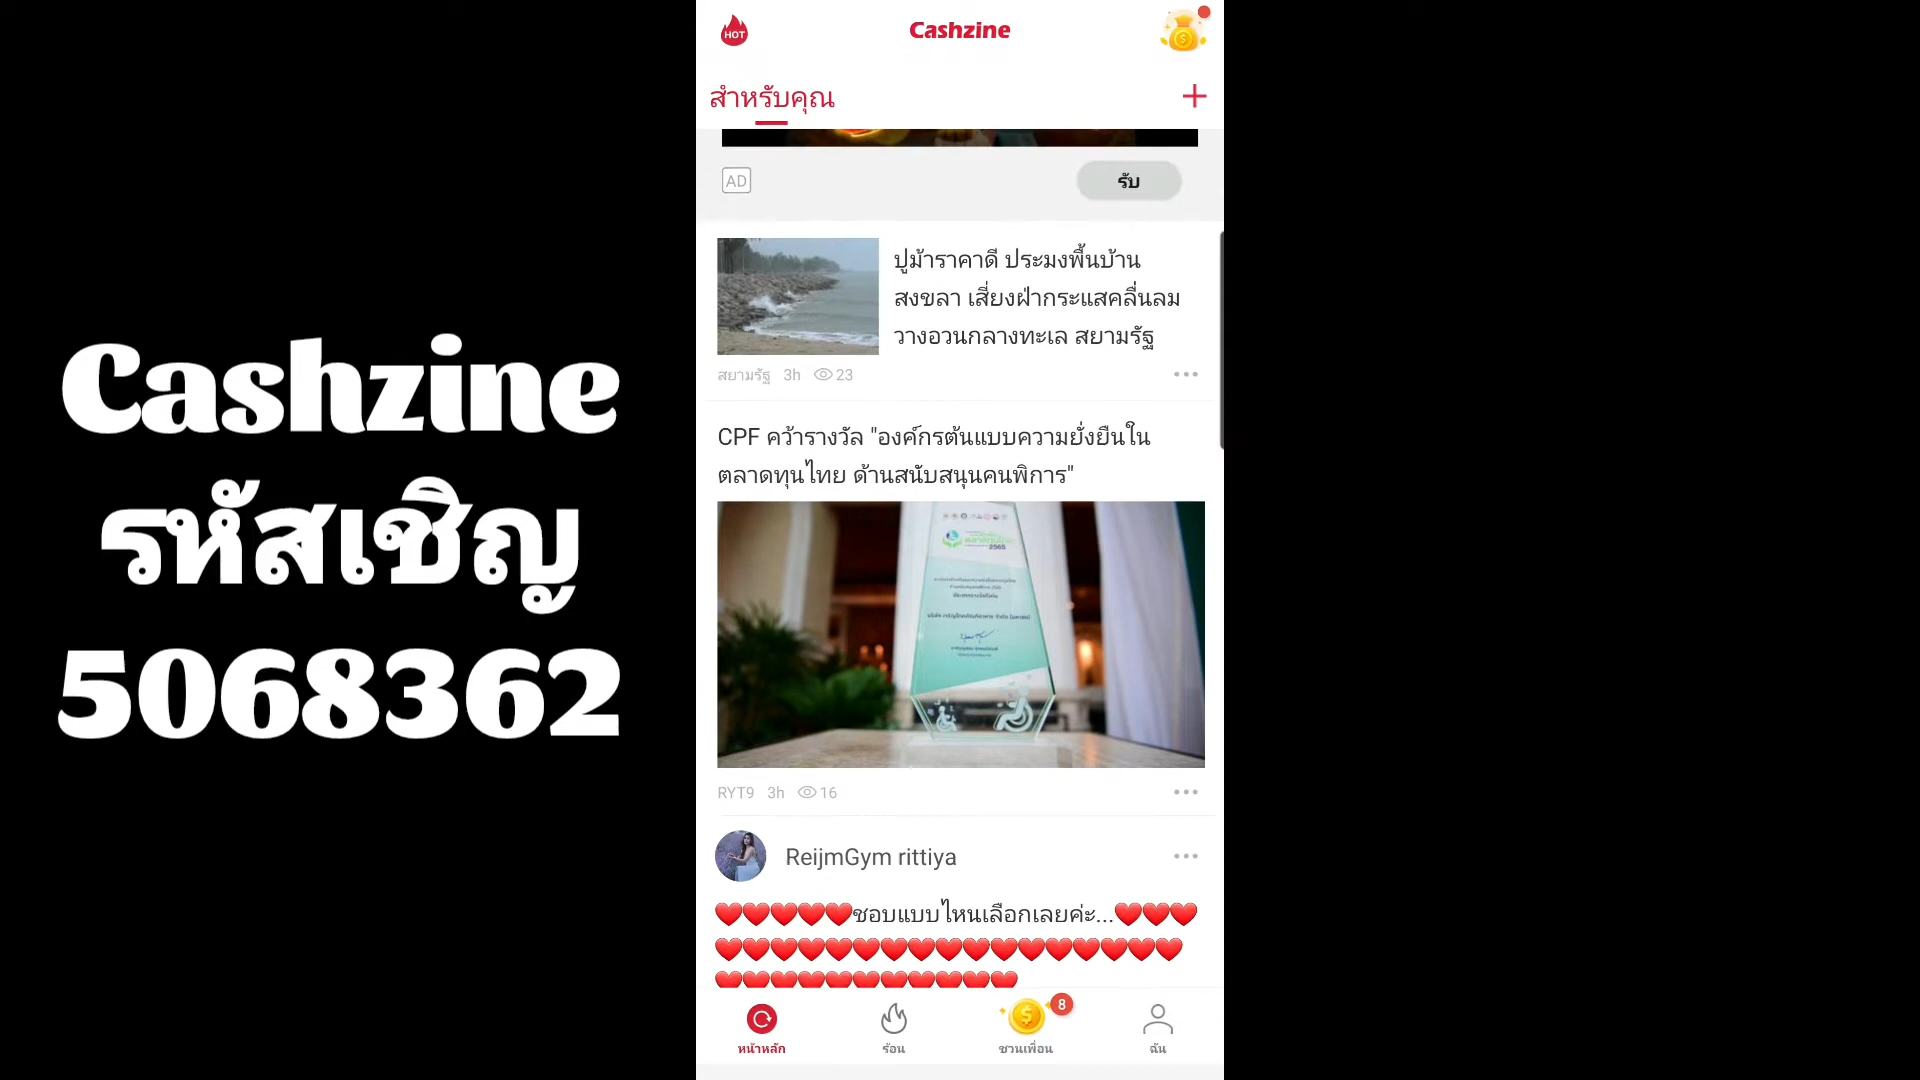 Cashzine
รหัสเชิญ
5068362
HOT
Cashzine
สำหรับคุณ
AD
รับ
ปูม้าราคาดี ประมงพื้นบ้าน
สงขลา เสี่ยงฝ่ากระแสคลื่นลม
วางอวนกลางทะเล สยามรัฐ
สยามรัฐ 3h 23
CPF คว้ารางวัล "องค์กรต้นแบบความยั่งยืนใน
ตลาดทุนไทย ด้านสนับสนุนคนพิการ"
2565
RYT9 3h 16
ReijmGym rittiya
❤️❤️❤️❤️❤️ชอบแบบไหนเลือกเลยค่ะ...❤️❤️❤️
❤️❤️❤️❤️❤️❤️❤️❤️❤️❤️❤️❤️❤️❤️❤️❤️❤️
❤️❤️❤️❤️❤️❤️❤️❤️❤️❤️❤️
8
หน้าหลัก
ร้อน
ชวนเพื่อน
ฉัน